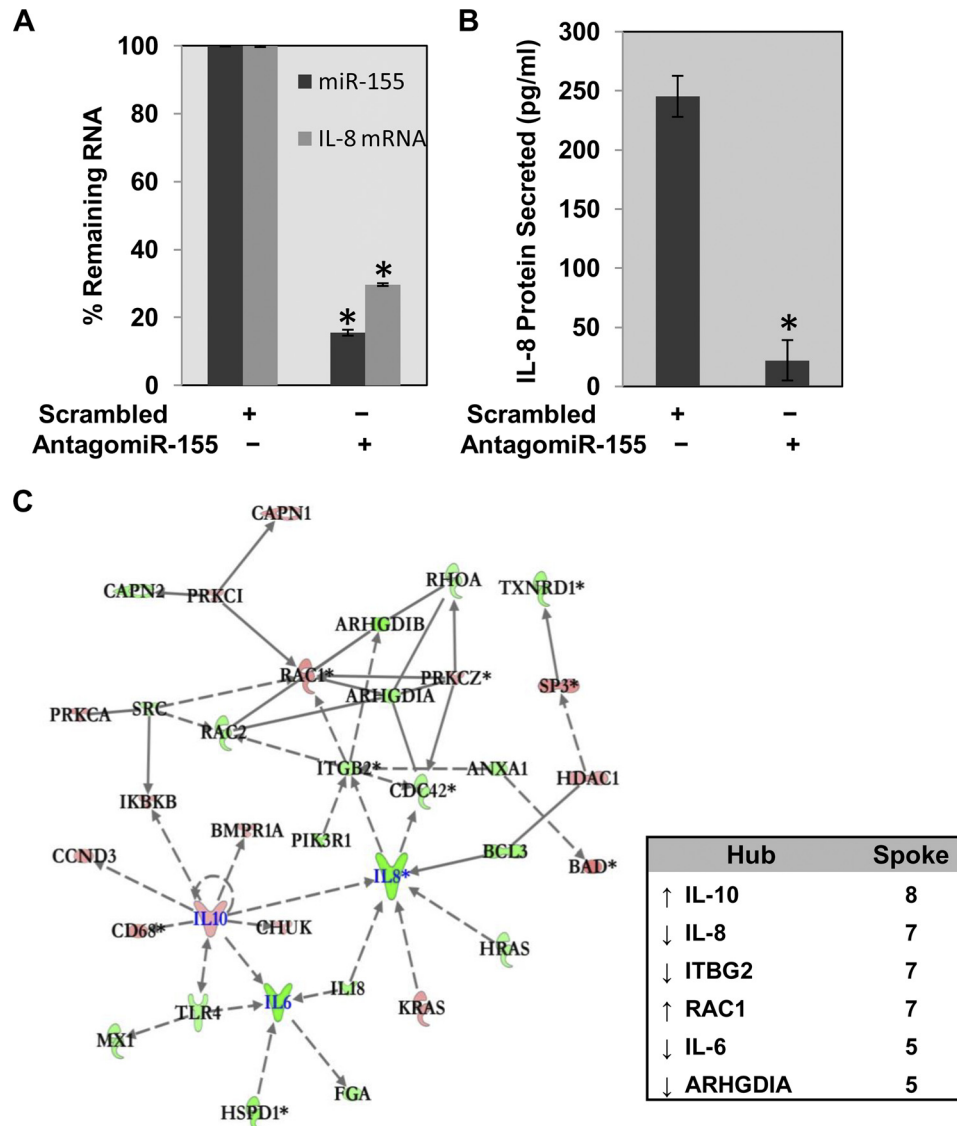 A
100
80
60
40
20
0
% Remaining RNA
miR-155
IL-8 mRNA
Scrambled + −
AntagomiR-155 − +
B
300
250
200
150
100
50
0
IL-8 Protein Secreted (pg/ml)
Scrambled + −
AntagomiR-155 − +
*
*
*
C
CAPN1
CAPN2
PRKCI
RHOA
TXNRD1*
ARHGDIB
RAC1*
PRKCZ*
ARHGDIA
SP3*
PRKCA
SRC
RAC2
ITGB2*
ANXA1
CDC42*
HDAC1
IKBKB
BMPR1A
PIK3R1
CCND3
BCL3
BAD*
IL8*
IL10
CD68*
CHUK
HRAS
IL18
TLR4
IL6
KRAS
MX1
FGA
HSPD1*
Hub Spoke
↑ IL-10 8
↓ IL-8 7
↓ ITBG2 7
↑ RAC1 7
↓ IL-6 5
↓ ARHGDIA 5